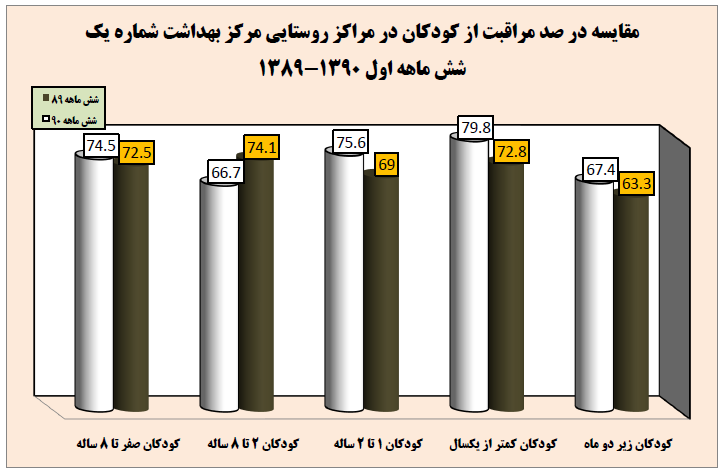 مقایسه در صد مراقبت از کودکان در مراکز روستایی مرکز بهداشت شماره یک
شش ماهه اول ۱۳۹۰-۱۳۸۹
شش ماهه ۸۹
شش ماهه ۹۰
74.5
72.5
66.7
74.1
75.6
69
79.8
72.8
67.4
63.3
کودکان زیر دو ماه
کودکان کمتر از یکسال
کودکان ۱ تا ۲ ساله
کودکان ۲ تا ۸ ساله
کودکان صفر تا ۸ ساله